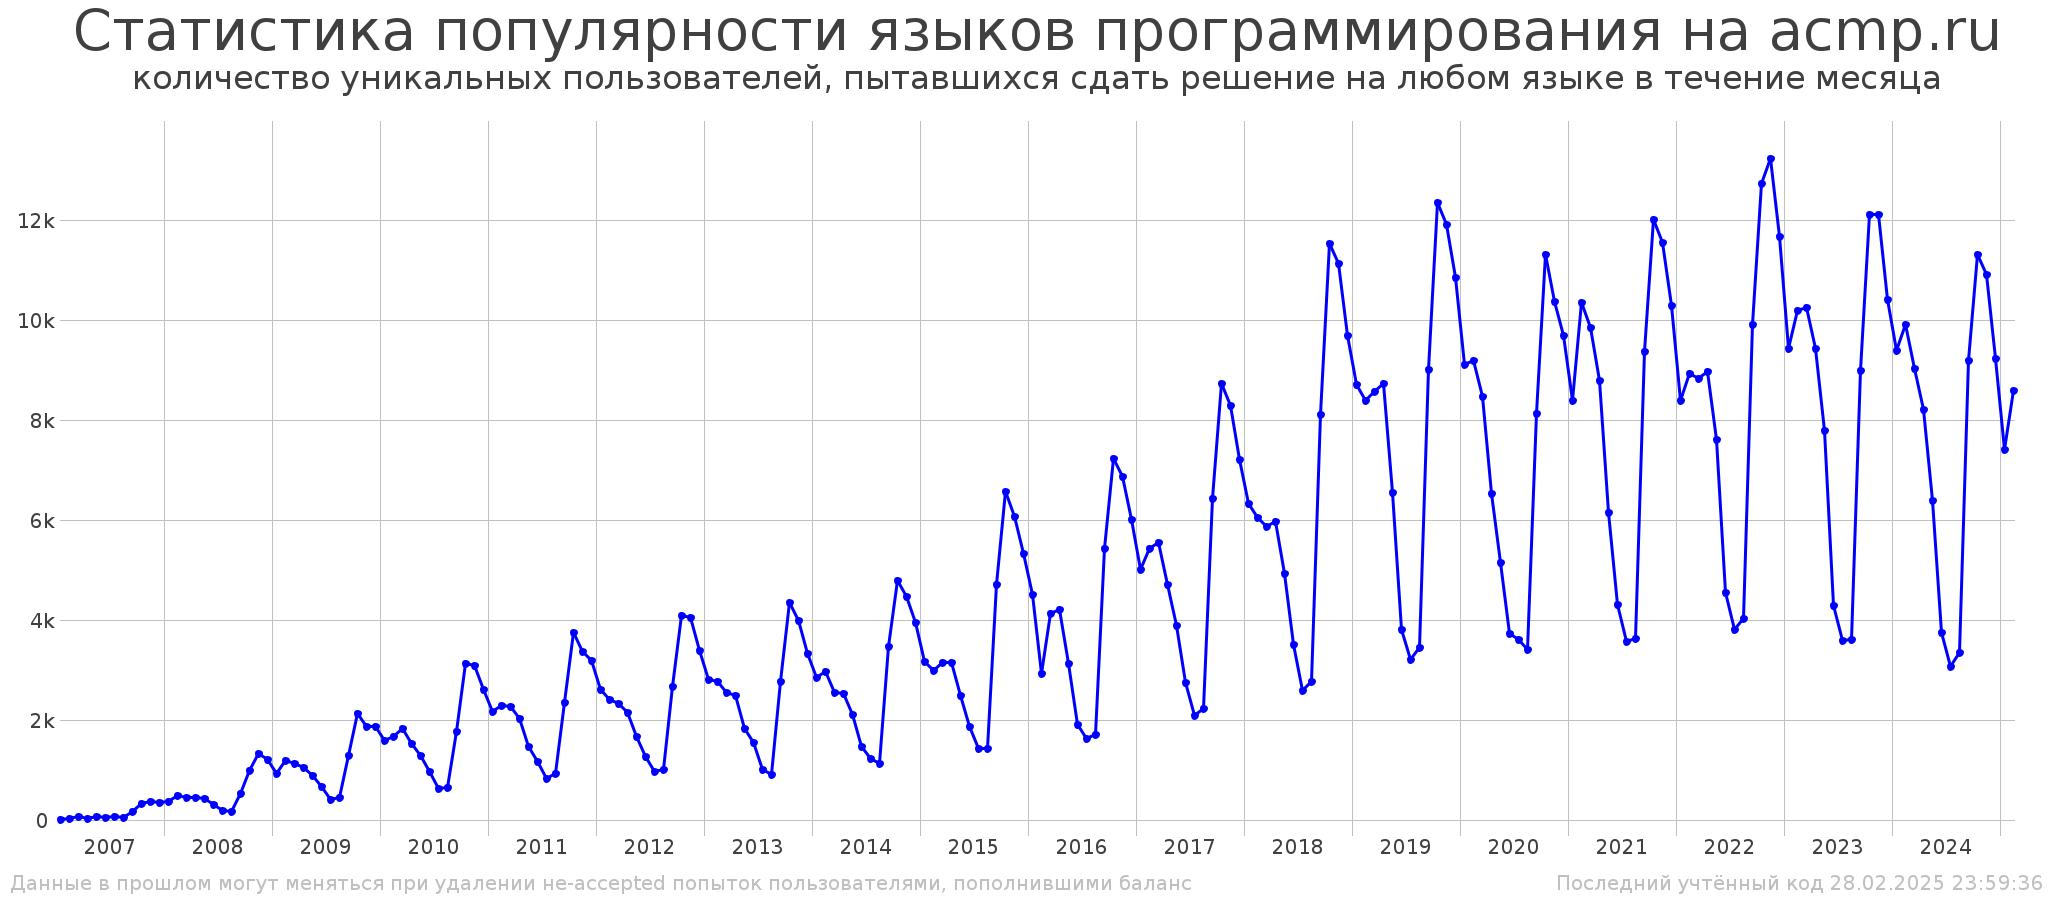 Статистика популярности языков программирования на acmp.ru
количество уникальных пользователей, пытавшихся сдать решение на любом языке в течение месяца
12k
10k
8k
6k
4k
2k
0
2007 2008 2009 2010 2011 2012 2013 2014 2015 2016 2017 2018 2019 2020 2021 2022 2023 2024
Данные в прошлом могут меняться при удалении не-accepted попыток пользователями, пополнившими баланс
Последний учтённый код 28.02.2025 23:59:36